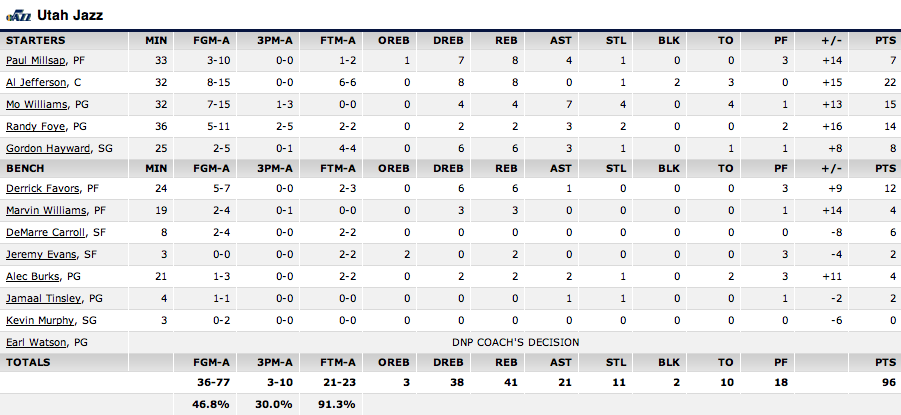 JAZZ Utah Jazz
STARTERS MIN FGM-A 3PM-A FTM-A OREB DREB REB AST STL BLK TO PF +/- PTS
Paul Millsap, PF 33 3-10 0-0 1-2 1 7 8 4 1 0 0 3 +14 7
Al Jefferson, C 32 8-15 0-0 6-6 0 8 8 0 1 2 3 0 +15 22
Mo Williams, PG 32 7-15 1-3 0-0 0 4 4 7 4 0 4 1 +13 15
Randy Foye, PG 36 5-11 2-5 2-2 0 2 2 3 2 0 0 2 +16 14
Gordon Hayward, SG 25 2-5 0-1 4-4 0 6 6 3 1 0 1 1 +8 8
BENCH MIN FGM-A 3PM-A FTM-A OREB DREB REB AST STL BLK TO PF +/- PTS
Derrick Favors, PF 24 5-7 0-0 2-3 0 6 6 1 0 0 0 3 +9 12
Marvin Williams, PF 19 2-4 0-1 0-0 0 3 3 0 0 0 0 1 +14 4
DeMarre Carroll, SF 8 2-4 0-0 2-2 0 0 0 0 0 0 0 0 -8 6
Jeremy Evans, SF 3 0-0 0-0 2-2 2 0 2 0 0 0 0 3 -4 2
Alec Burks, PG 21 1-3 0-0 2-2 0 2 2 2 1 0 2 3 +11 4
Jamaal Tinsley, PG 4 1-1 0-0 0-0 0 0 0 1 1 0 0 1 -2 2
Kevin Murphy, SG 3 0-2 0-0 0-0 0 0 0 0 0 0 0 0 -6 0
Earl Watson, PG DNP COACH'S DECISION
TOTALS FGM-A 3PM-A FTM-A OREB DREB REB AST STL BLK TO PF PTS
36-77 3-10 21-23 3 38 41 21 11 2 10 18 96
46.8% 30.0% 91.3%